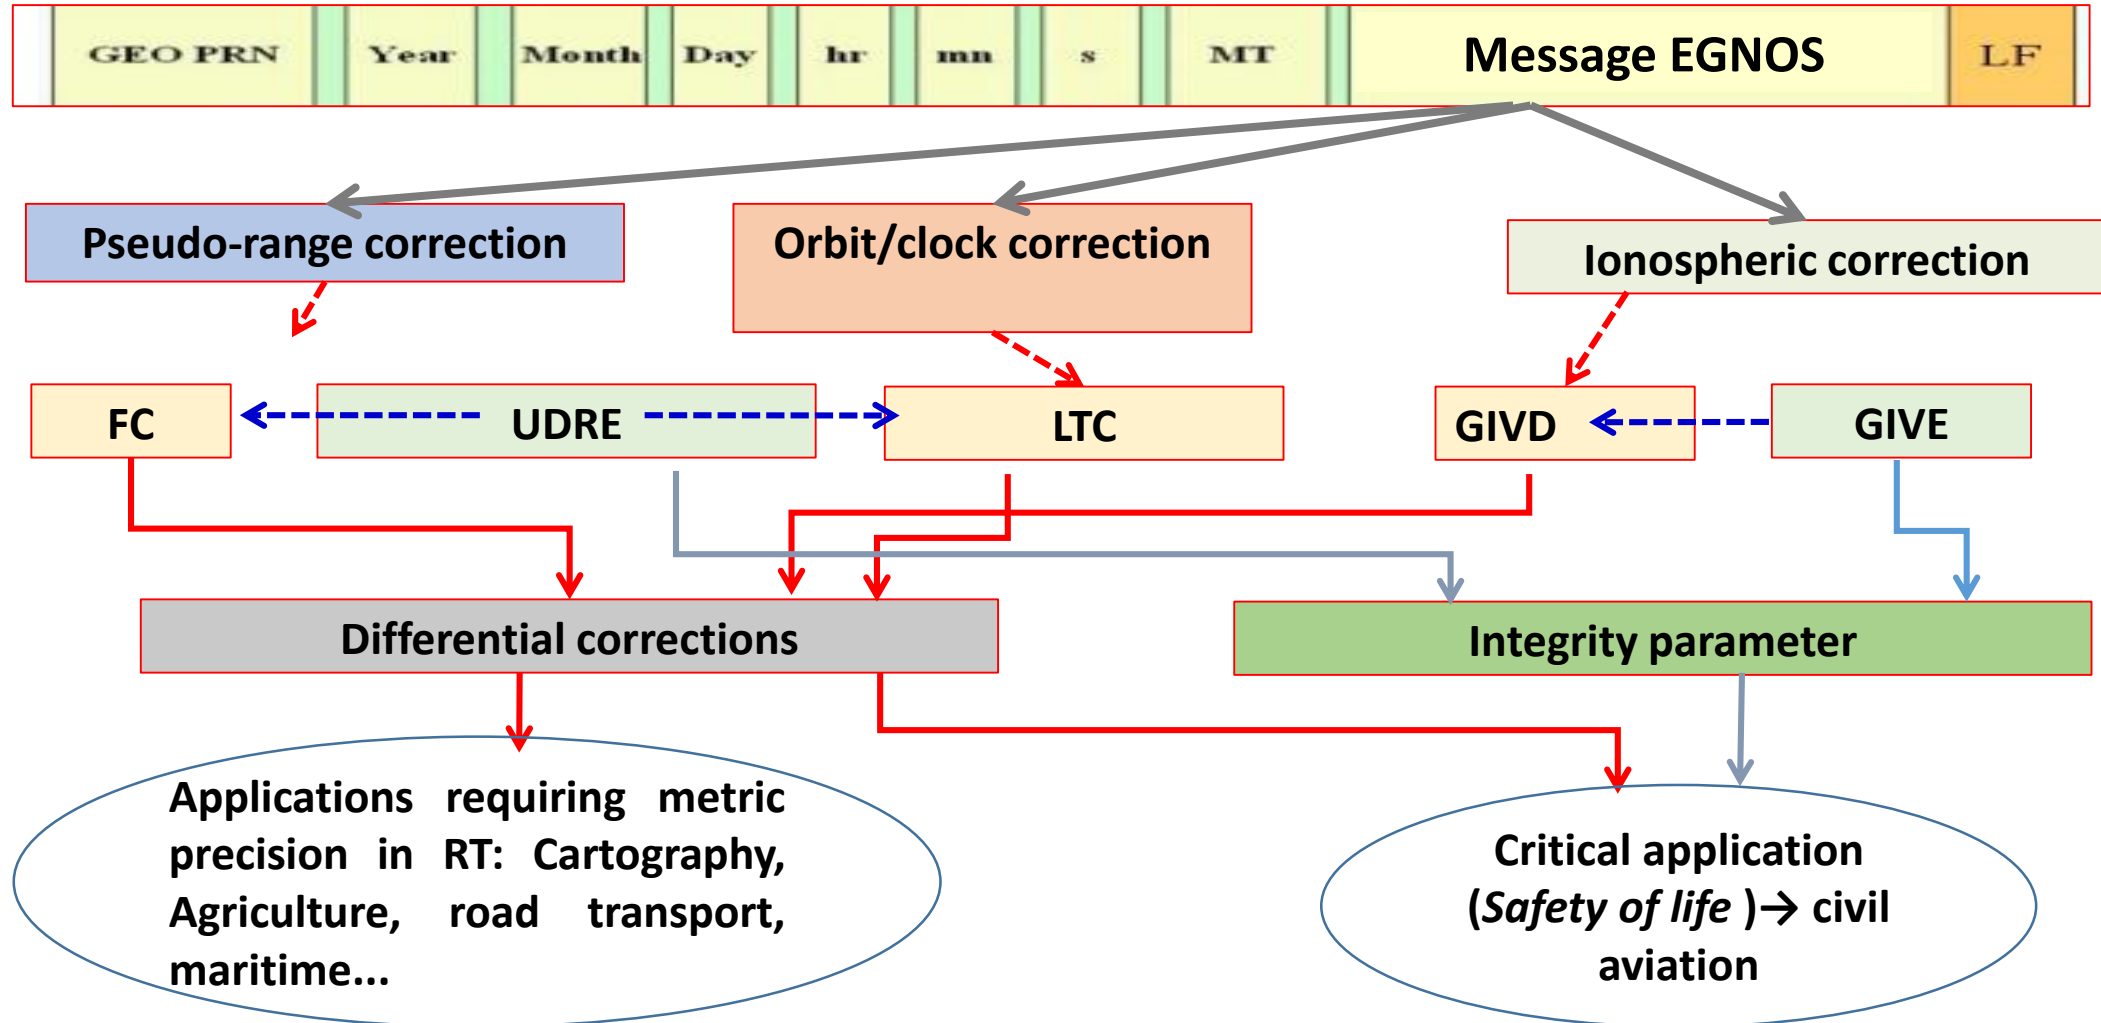 GEO PRN Year Month Day hr mn s MT Message EGNOS LF
Pseudo-range correction
Orbit/clock correction
Ionospheric correction
FC
UDRE
LTC
GIVD
GIVE
Differential corrections
Integrity parameter
Applications requiring metric
precision in RT: Cartography,
Agriculture, road transport,
maritime...
Critical application
(Safety of life )→ civil
aviation